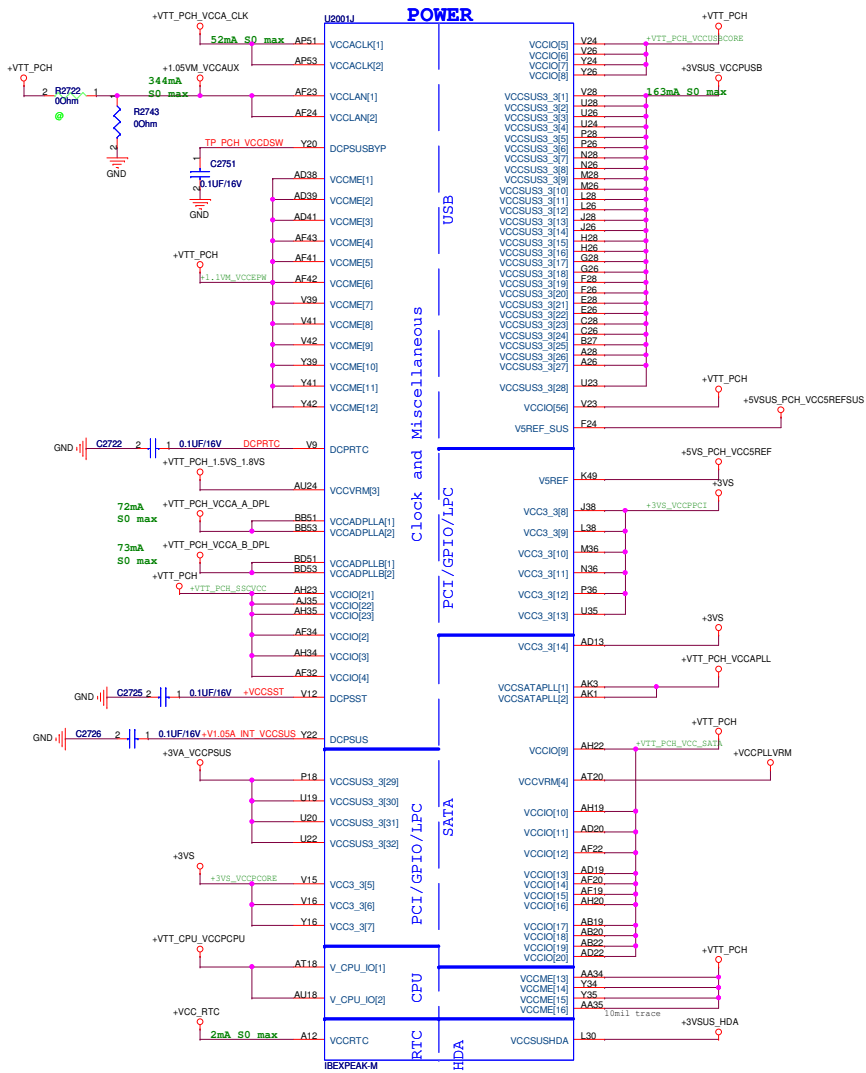 POWER
U2001J
+VTT_PCH_VCCA_CLK
52mA S0 max
AP51 VCCACLK[1]
AP53 VCCACLK[2]
+VTT_PCH
+1.05VM_VCCAUX
344mA
S0 max
2 R2722 1
0Ohm
@
1
R2743
0Ohm
2
GND
AF23 VCCLAN[1]
AF24 VCCLAN[2]
TP_PCH_VCCDSW
Y20 DCPSUSBYP
1
C2751
0.1UF/16V
2
GND
AD38 VCCME[1]
AD39 VCCME[2]
AD41 VCCME[3]
AF43 VCCME[4]
AF41 VCCME[5]
+VTT_PCH
+1.1VM_VCCEPW
AF42 VCCME[6]
V39 VCCME[7]
V41 VCCME[8]
V42 VCCME[9]
Y39 VCCME[10]
Y41 VCCME[11]
Y42 VCCME[12]
GND C2722 2 1 0.1UF/16V DCPRTC V9 DCPRTC
+VTT_PCH_1.5VS_1.8VS
AU24 VCCVRM[3]
72mA
S0 max
+VTT_PCH_VCCA_A_DPL
BB51 VCCADPLLA[1]
BB53 VCCADPLLA[2]
73mA
S0 max
+VTT_PCH_VCCA_B_DPL
BD51 VCCADPLLB[1]
BD53 VCCADPLLB[2]
+VTT_PCH
+VTT_PCH_SSCVCC
AH23 VCCIO[21]
AJ35 VCCIO[22]
AH35 VCCIO[23]
AF34 VCCIO[2]
AH34 VCCIO[3]
AF32 VCCIO[4]
GND C2725 2 1 0.1UF/16V +VCCSST V12 DCPSST
GND C2726 2 1 0.1UF/16V +V1.05A_INT_VCCSUS Y22 DCPSUS
+3VA_VCCPSUS
P18 VCCSUS3_3[29]
U19 VCCSUS3_3[30]
U20 VCCSUS3_3[31]
U22 VCCSUS3_3[32]
+3VS
+3VS_VCCPCORE
V15 VCC3_3[5]
V16 VCC3_3[6]
Y16 VCC3_3[7]
+VTT_CPU_VCCPCPU
AT18 V_CPU_IO[1]
AU18 V_CPU_IO[2]
+VCC_RTC
2mA S0 max
A12 VCCRTC
IBEXPEAK-M
Clock and Miscellaneous
PCI/GPIO/LPC
CPU
RTC
USB
PCI/GPIO/LPC
SATA
HDA
+VTT_PCH
VCCIO[5] V24 +VTT_PCH_VCCUSBCORE
VCCIO[6] V26
VCCIO[7] Y24
VCCIO[8] Y26
+3VSUS_VCCPUSB
VCCSUS3_3[1] V28 163mA S0 max
VCCSUS3_3[2] U28
VCCSUS3_3[3] U26
VCCSUS3_3[4] U24
VCCSUS3_3[5] P28
VCCSUS3_3[6] P26
VCCSUS3_3[7] N28
VCCSUS3_3[8] N26
VCCSUS3_3[9] M28
VCCSUS3_3[10] M26
VCCSUS3_3[11] L28
VCCSUS3_3[12] L26
VCCSUS3_3[13] J28
VCCSUS3_3[14] J26
VCCSUS3_3[15] H28
VCCSUS3_3[16] H26
VCCSUS3_3[17] G28
VCCSUS3_3[18] G26
VCCSUS3_3[19] F28
VCCSUS3_3[20] F26
VCCSUS3_3[21] E28
VCCSUS3_3[22] E26
VCCSUS3_3[23] C28
VCCSUS3_3[24] C26
VCCSUS3_3[25] B27
VCCSUS3_3[26] A28
VCCSUS3_3[27] A26
VCCSUS3_3[28] U23
+VTT_PCH
VCCIO[56] V23
+5VSUS_PCH_VCC5REFSUS
V5REF_SUS F24
+5VS_PCH_VCC5REF
V5REF K49
+3VS
VCC3_3[8] J38 +3VS_VCCPPCI
VCC3_3[9] L38
VCC3_3[10] M36
VCC3_3[11] N36
VCC3_3[12] P36
VCC3_3[13] U35
+3VS
VCC3_3[14] AD13
+VTT_PCH_VCCAPLL
VCCSATAPLL[1] AK3
VCCSATAPLL[2] AK1
+VTT_PCH
VCCIO[9] AH22 +VTT_PCH_VCC_SATA
+VCCPLLVRM
VCCVRM[4] AT20
VCCIO[10] AH19
VCCIO[11] AD20
VCCIO[12] AF22
VCCIO[13] AD19
VCCIO[14] AF20
VCCIO[15] AF19
VCCIO[16] AH20
VCCIO[17] AB19
VCCIO[18] AB20
VCCIO[19] AB22
VCCIO[20] AD22
+VTT_PCH
VCCME[13] AA34
VCCME[14] Y34
VCCME[15] Y35
VCCME[16] AA35
10mil trace
+3VSUS_HDA
VCCSUSHDA L30